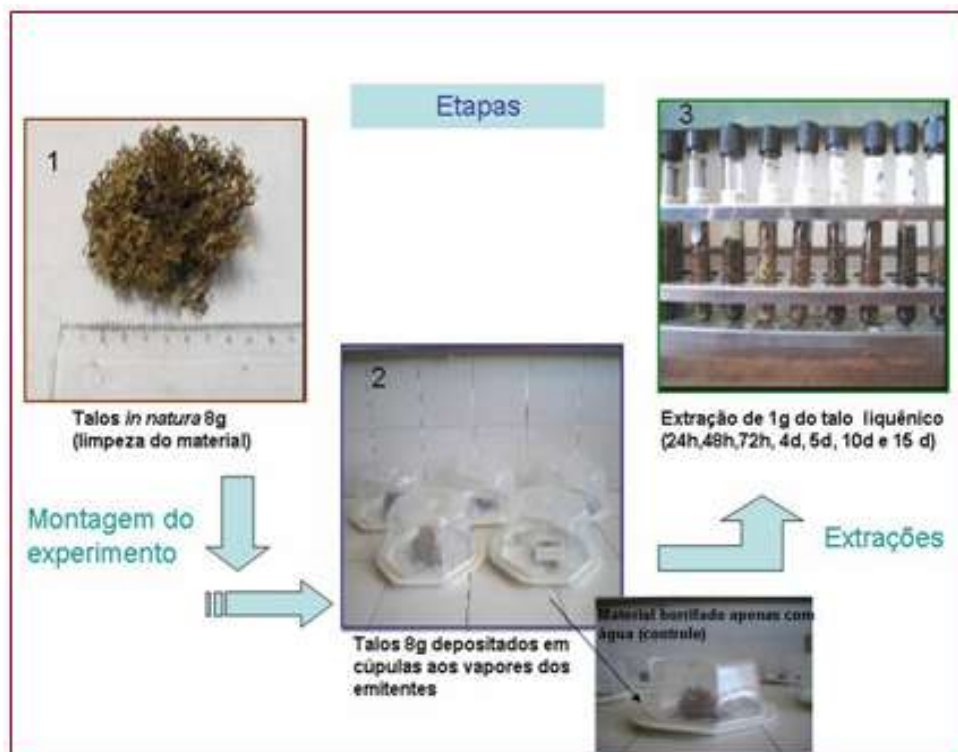 Etapas
1
Talos in natura 8g
(limpeza do material)
Montagem do
experimento
2
Talos 8g depositados em
cúpulas aos vapores dos
emitentes
Material borrifado apenas com
água (controle)
3
Extração de 1g do talo liquênico
(24h,48h,72h, 4d, 5d, 10d e 15 d)
Extrações